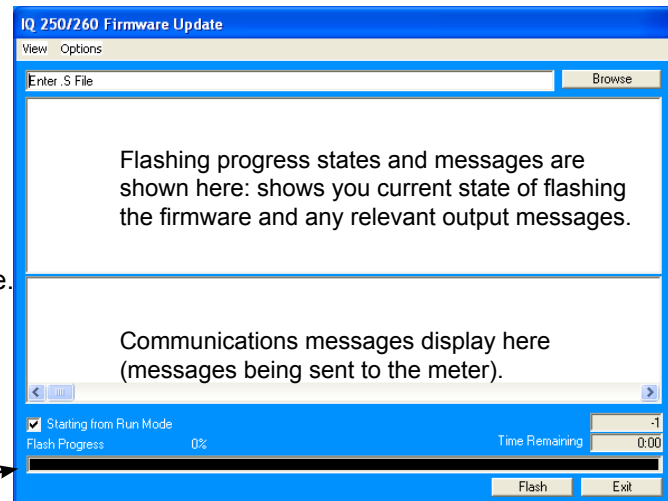 IQ 250/260 Firmware Update
View Options
Enter .S File
Browse
Flashing progress states and messages are
shown here: shows you current state of flashing
the firmware and any relevant output messages.
e.
Communications messages display here
(messages being sent to the meter).
Starting from Run Mode
-1
Flash Progress 0% Time Remaining 0:00
Flash Exit